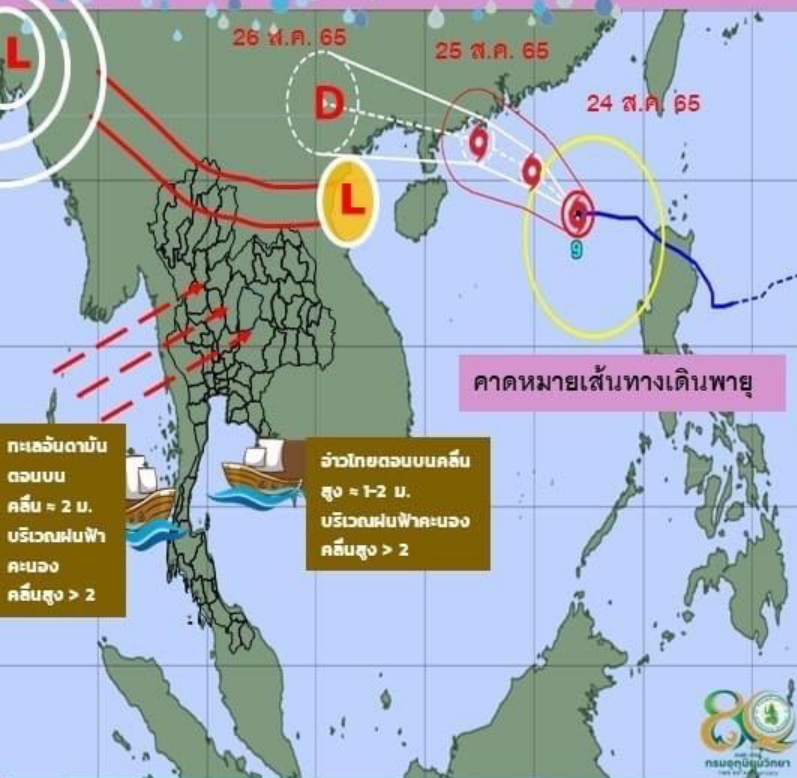 L
26 ส.ค. 65
25 ส.ค. 65
24 ส.ค. 65
D
L
9
คาดหมายเส้นทางเดินพายุ
ทะเลอันดามัน
ตอนบน
คลื่น ≈ 2 ม.
บริเวณฝนฟ้า
คะนอง
คลื่นสูง > 2
อ่าวไทยตอนบนคลื่น
สูง ≈ 1-2 ม.
บริเวณฝนฟ้าคะนอง
คลื่นสูง > 2
80
กรมอุตุนิยมวิทยา